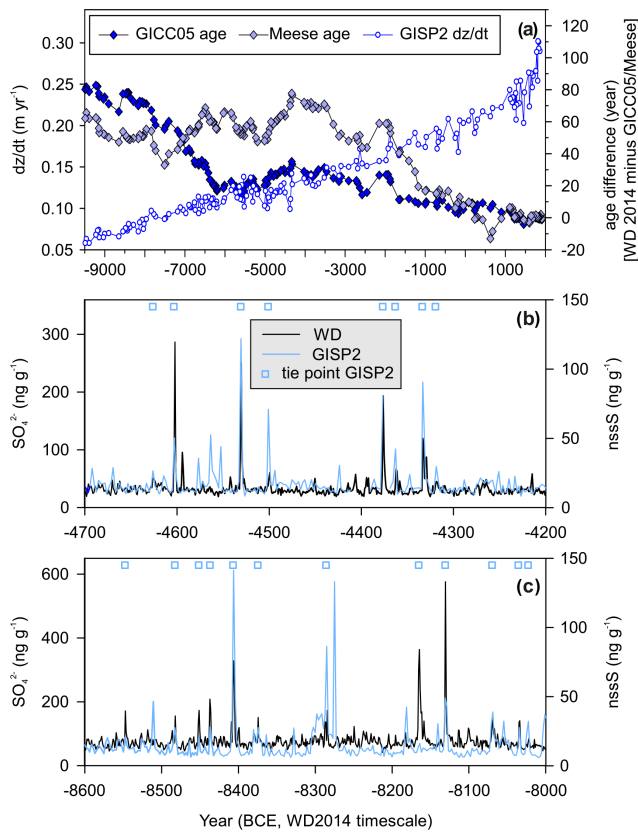 (a)
GICC05 age
Meese age
GISP2 dz/dt
dz/dt (m yr⁻¹)
0.30
0.25
0.20
0.15
0.10
0.05
120
100
80
60
40
20
0
-20
age difference (year)
[WD 2014 minus GICC05/Meese]
-9000 -7000 -5000 -3000 -1000 1000
(b)
WD
GISP2
tie point GISP2
SO₄²⁻ (ng g⁻¹)
300
200
100
0
150
100
50
0
nssS (ng g⁻¹)
-4700 -4600 -4500 -4400 -4300 -4200
(c)
SO₄²⁻ (ng g⁻¹)
600
400
200
0
150
100
50
0
nssS (ng g⁻¹)
-8600 -8500 -8400 -8300 -8200 -8100 -8000
Year (BCE, WD2014 timescale)